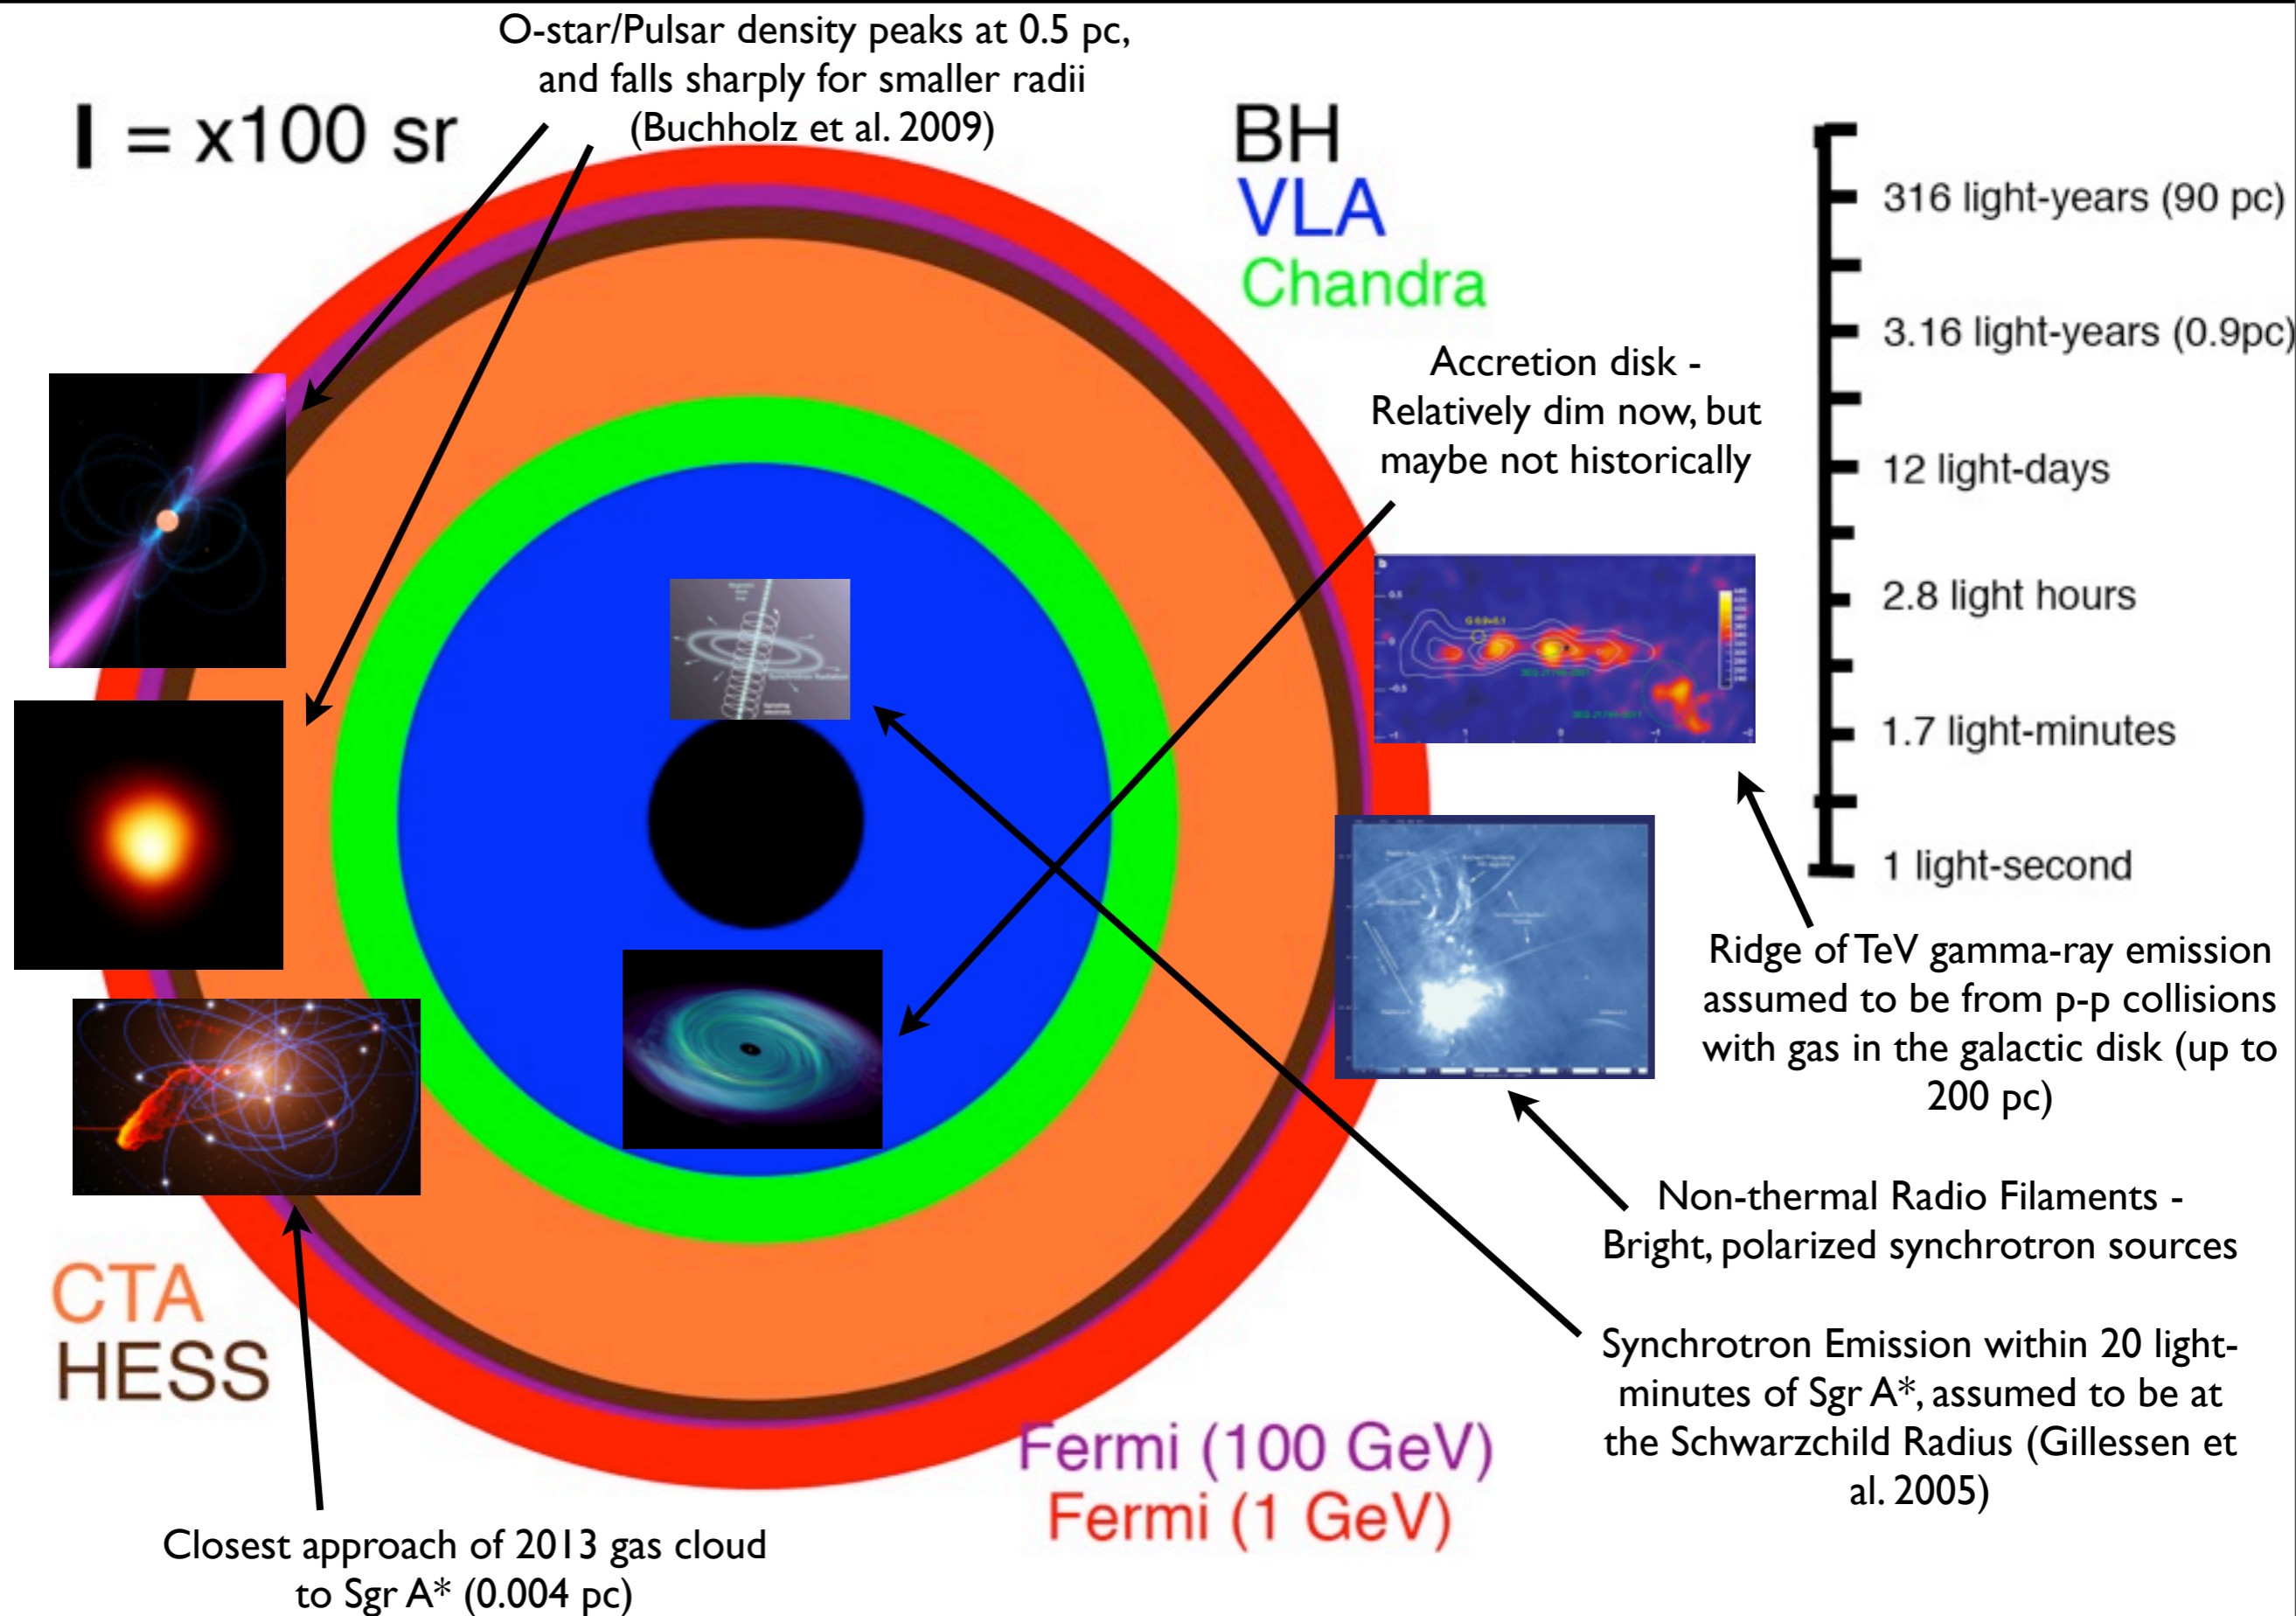 O-star/Pulsar density peaks at 0.5 pc,
and falls sharply for smaller radii
(Buchholz et al. 2009)
I = x100 sr
BH
VLA
Chandra
316 light-years (90 pc)
3.16 light-years (0.9pc)
12 light-days
2.8 light hours
1.7 light-minutes
1 light-second
Accretion disk -
Relatively dim now, but
maybe not historically
b
G 0.9+0.1
Synchrotron Radiation
Ridge of TeV gamma-ray emission
assumed to be from p-p collisions
with gas in the galactic disk (up to
200 pc)
Non-thermal Radio Filaments -
Bright, polarized synchrotron sources
Synchrotron Emission within 20 light-
minutes of Sgr A*, assumed to be at
the Schwarzchild Radius (Gillessen et
al. 2005)
CTA
HESS
Fermi (100 GeV)
Fermi (1 GeV)
Closest approach of 2013 gas cloud
to Sgr A* (0.004 pc)